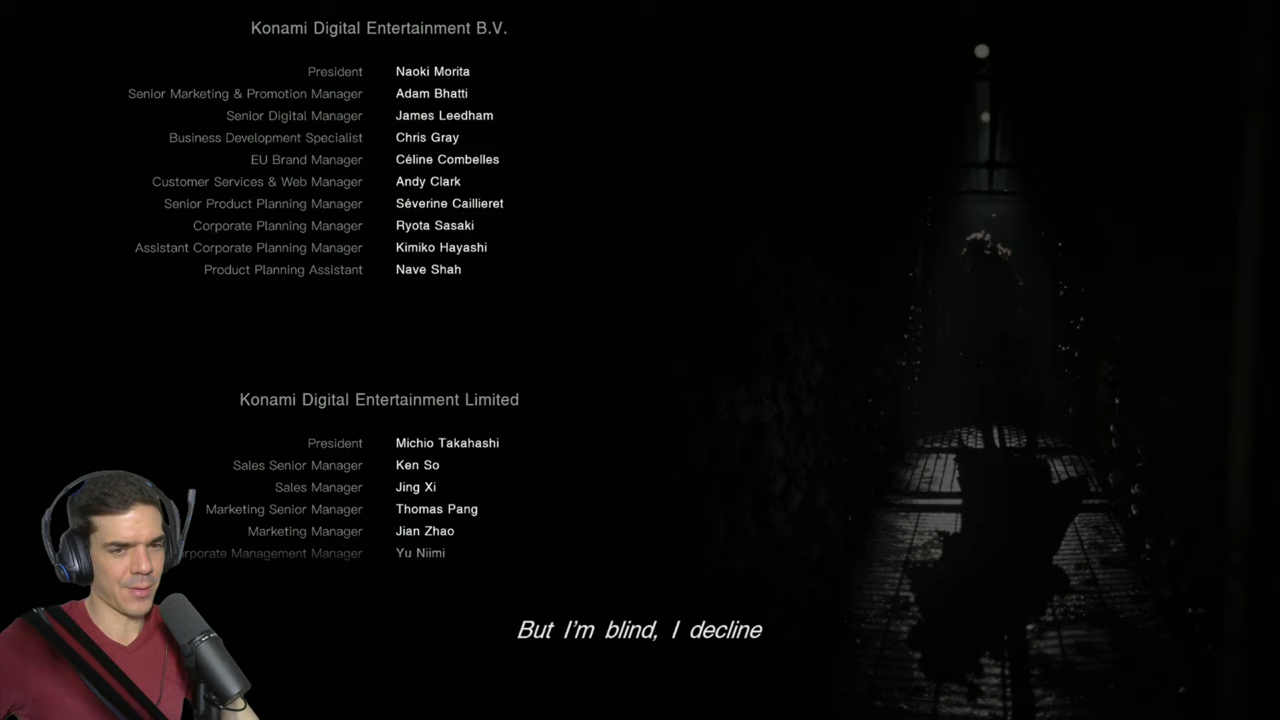 Konami Digital Entertainment B.V.
President Naoki Morita
Senior Marketing & Promotion Manager Adam Bhatti
Senior Digital Manager James Leedham
Business Development Specialist Chris Gray
EU Brand Manager Céline Combelles
Customer Services & Web Manager Andy Clark
Senior Product Planning Manager Séverine Caillieret
Corporate Planning Manager Ryota Sasaki
Assistant Corporate Planning Manager Kimiko Hayashi
Product Planning Assistant Nave Shah
Konami Digital Entertainment Limited
President Michio Takahashi
Sales Senior Manager Ken So
Sales Manager Jing Xi
Marketing Senior Manager Thomas Pang
Marketing Manager Jian Zhao
Management Manager Yu Niimi
But I'm blind, I decline